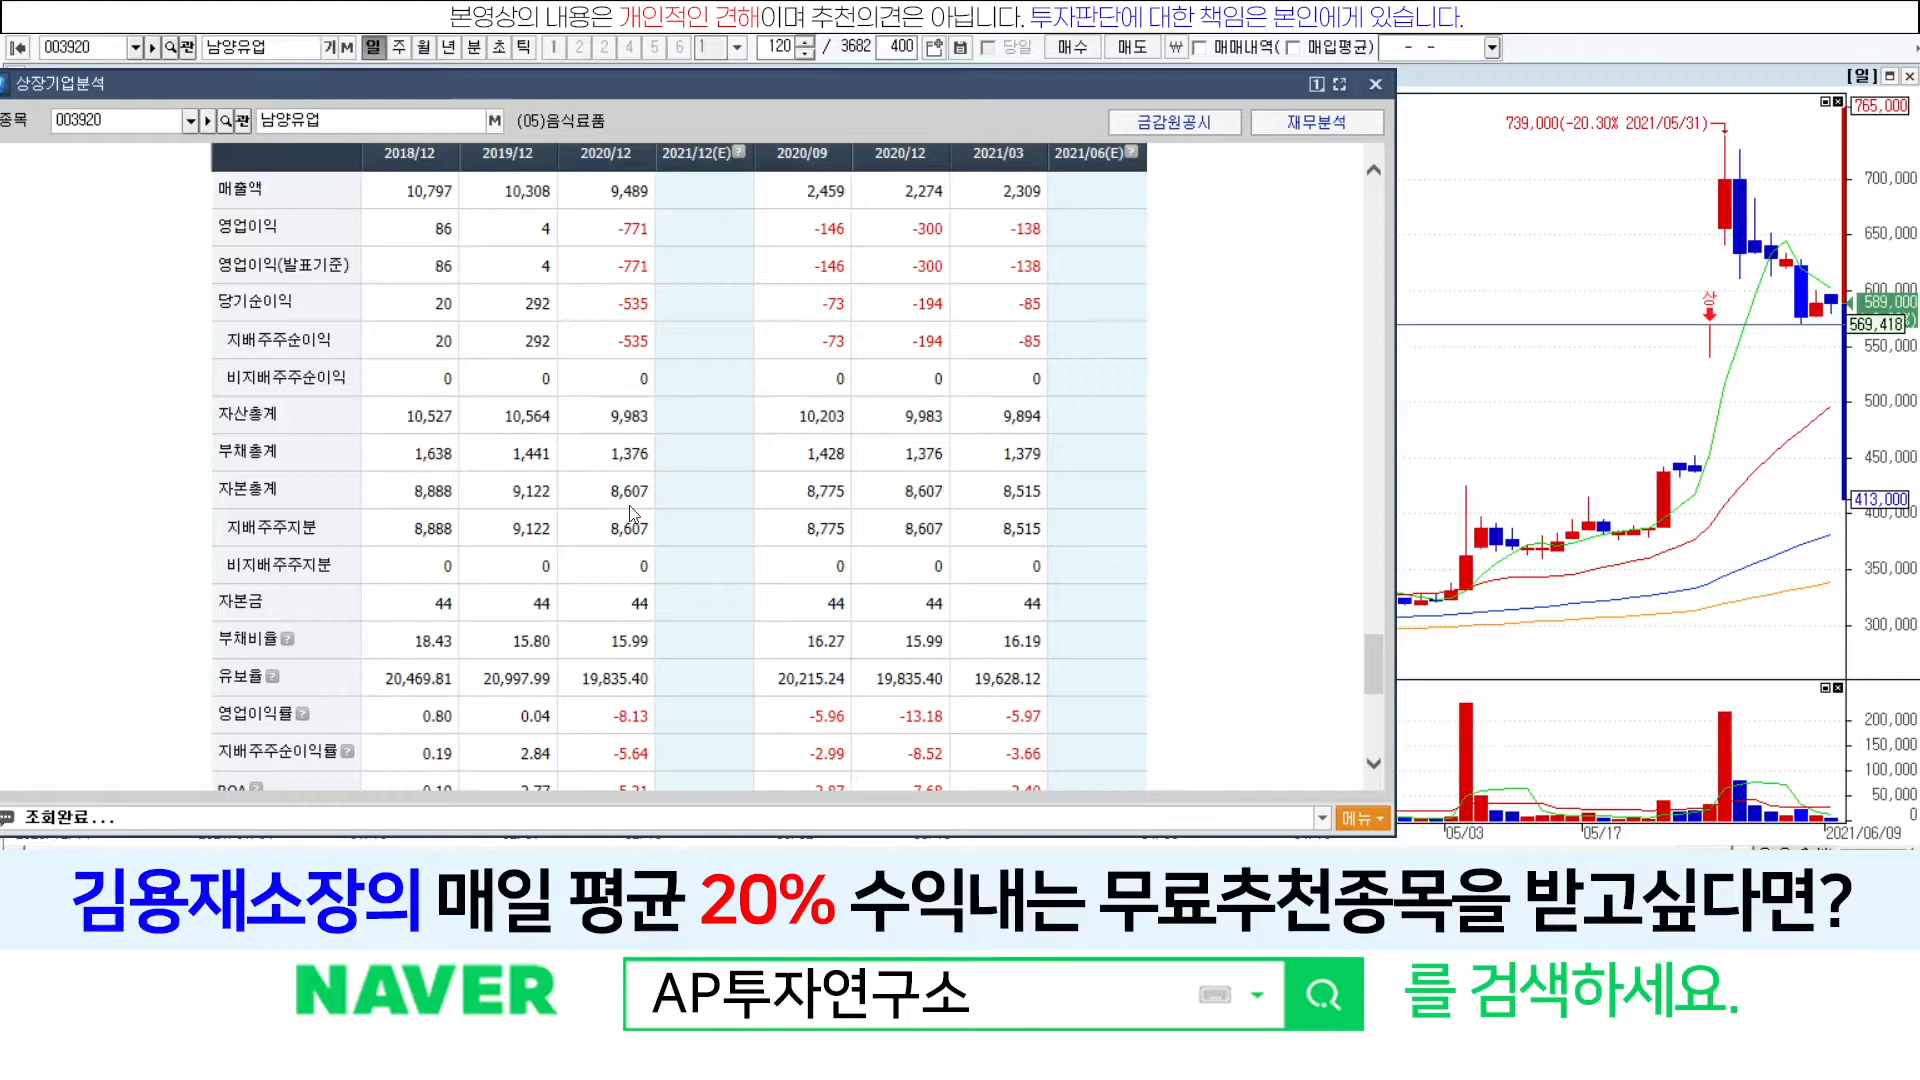 본영상의 내용은 개인적인 견해이며 추천의견은 아닙니다. 투자판단에 대한 책임은 본인에게 있습니다.
003920 관 남양유업 기 M 일 주 월 년 분 초 틱 1 2 2 4 5 6 1 120 / 3682 400 당일 매수 매도 ₩ 매매내역( 매입평균) - -
상장기업분석 1
[일]
종목 003920 관 남양유업 M (05)음식료품 금감원공시 재무분석
2018/12 2019/12 2020/12 2021/12(E) 2020/09 2020/12 2021/03 2021/06(E)
매출액 10,797 10,308 9,489 2,459 2,274 2,309
영업이익 86 4 -771 -146 -300 -138
영업이익(발표기준) 86 4 -771 -146 -300 -138
당기순이익 20 292 -535 -73 -194 -85
지배주주순이익 20 292 -535 -73 -194 -85
비지배주주순이익 0 0 0 0 0 0
자산총계 10,527 10,564 9,983 10,203 9,983 9,894
부채총계 1,638 1,441 1,376 1,428 1,376 1,379
자본총계 8,888 9,122 8,607 8,775 8,607 8,515
지배주주지분 8,888 9,122 8,607 8,775 8,607 8,515
비지배주주지분 0 0 0 0 0 0
자본금 44 44 44 44 44 44
부채비율 18.43 15.80 15.99 16.27 15.99 16.19
유보율 20,469.81 20,997.99 19,835.40 20,215.24 19,835.40 19,628.12
영업이익률 0.80 0.04 -8.13 -5.96 -13.18 -5.97
지배주주순이익률 0.19 2.84 -5.64 -2.99 -8.52 -3.66
조회완료...
메뉴
765,000
739,000(-20.30% 2021/05/31)
700,000
650,000
600,000
상
589,000
569,418
550,000
500,000
450,000
413,000
400,000
350,000
300,000
200,000
150,000
100,000
50,000
0
05/03 05/17 2021/06/09
김용재소장의 매일 평균 20% 수익내는 무료추천종목을 받고싶다면?
NAVER AP투자연구소 를 검색하세요.